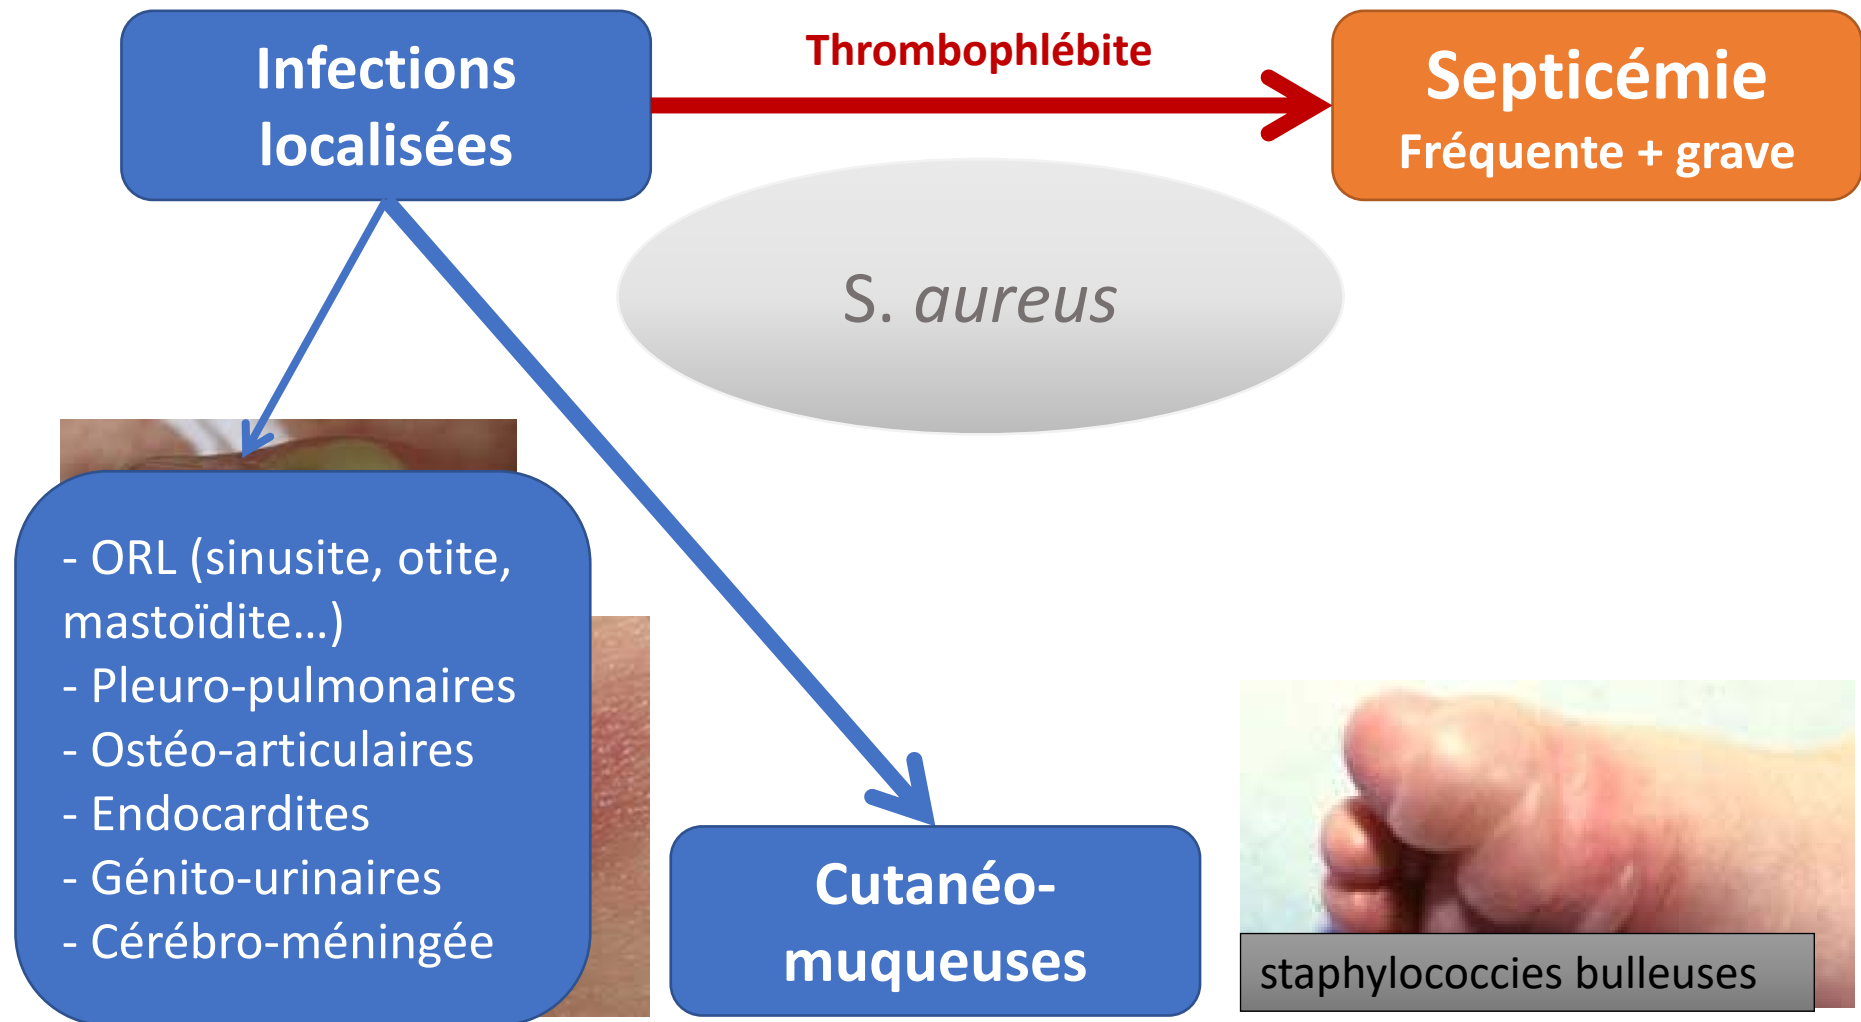 Infections
localisées
Thrombophlébite
Septicémie
Fréquente + grave
S. aureus
- ORL (sinusite, otite,
mastoïdite...)
- Pleuro-pulmonaires
- Ostéo-articulaires
- Endocardites
- Génito-urinaires
- Cérébro-méningée
Cutanéo-
muqueuses
staphylococcies bulleuses